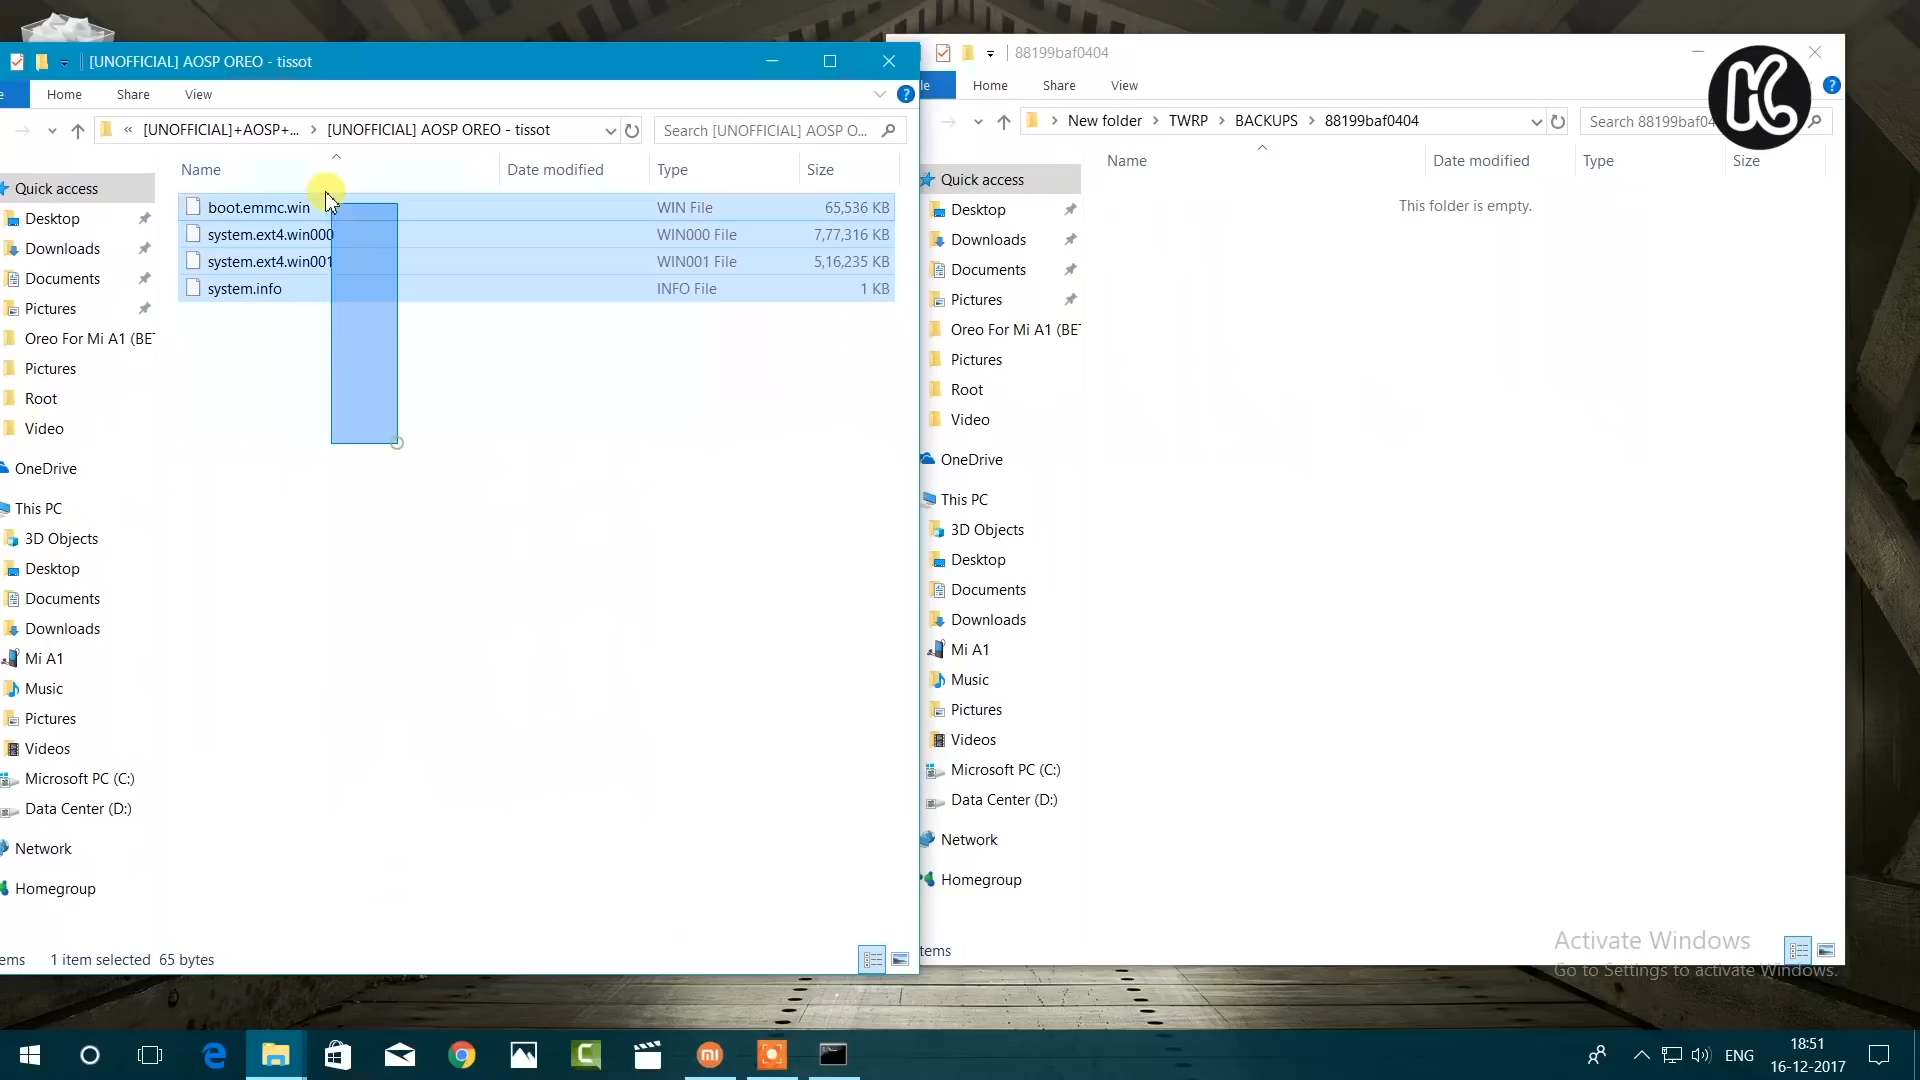 [UNOFFICIAL] AOSP OREO - tissot
Home Share View
« [UNOFFICIAL]+AOSP+... > [UNOFFICIAL] AOSP OREO - tissot
Search [UNOFFICIAL] AOSP O...
Name Date modified Type Size
boot.emmc.win WIN File 65,536 KB
system.ext4.win000 WIN000 File 7,77,316 KB
system.ext4.win001 WIN001 File 5,16,235 KB
system.info INFO File 1 KB
Quick access
Desktop
Downloads
Documents
Pictures
Oreo For Mi A1 (BE
Pictures
Root
Video
OneDrive
This PC
3D Objects
Desktop
Documents
Downloads
Mi A1
Music
Pictures
Videos
Microsoft PC (C:)
Data Center (D:)
Network
Homegroup
ems 1 item selected 65 bytes
88199baf0404
le Home Share View
New folder > TWRP > BACKUPS > 88199baf0404
Search 88199baf04
Name Date modified Type Size
This folder is empty.
Quick access
Desktop
Downloads
Documents
Pictures
Oreo For Mi A1 (BE
Pictures
Root
Video
OneDrive
This PC
3D Objects
Desktop
Documents
Downloads
Mi A1
Music
Pictures
Videos
Microsoft PC (C:)
Data Center (D:)
Network
Homegroup
tems
Activate Windows
Go to Settings to activate Windows.
ENG
18:51
16-12-2017